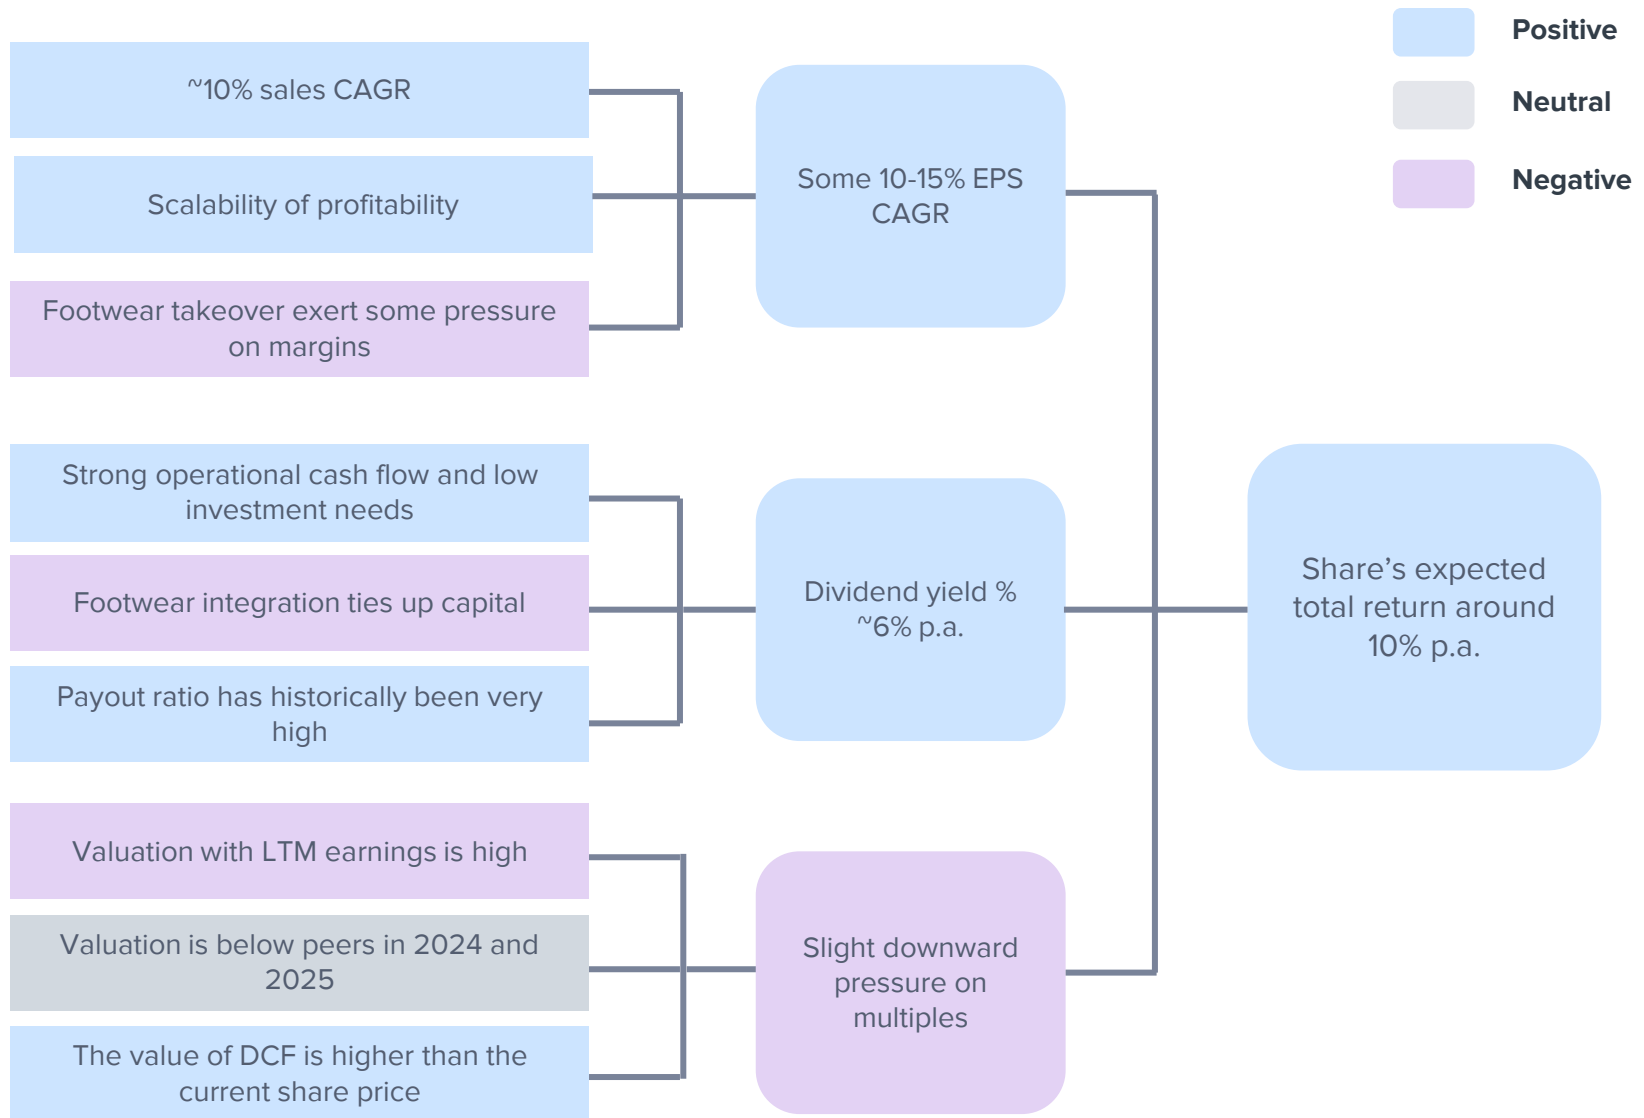 Positive
Neutral
Negative
~10% sales CAGR
Scalability of profitability
Footwear takeover exert some pressure
on margins
Some 10-15% EPS
CAGR
Strong operational cash flow and low
investment needs
Footwear integration ties up capital
Payout ratio has historically been very
high
Dividend yield %
~6% p.a.
Valuation with LTM earnings is high
Valuation is below peers in 2024 and
2025
The value of DCF is higher than the
current share price
Slight downward
pressure on
multiples
Share’s expected
total return around
10% p.a.